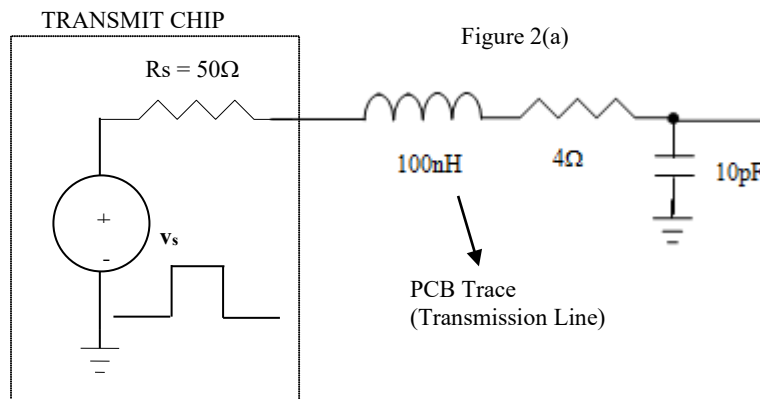 TRANSMIT CHIP
Figure 2(a)
Rs = 50Ω
100nH
4Ω
10pF
+
-
vs
PCB Trace
(Transmission Line)